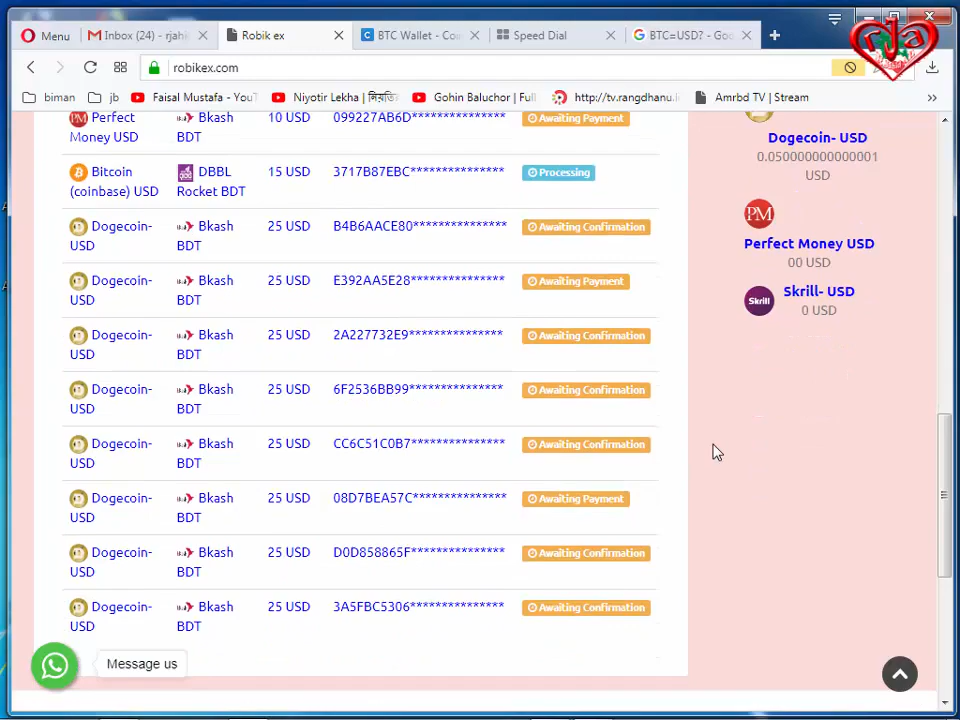 Menu
Inbox (24) - rjahi
Robik ex
BTC Wallet - Coi
Speed Dial
BTC=USD? - Goo
rja
robikex.com
biman
jb
Faisal Mustafa - YouT
Niyotir Lekha |
Gohin Baluchor | Full
http://tv.rangdhanu.
Amrbd TV | Stream
Perfect Money USD Bkash BDT 10 USD 099227AB6D*************** Awaiting Payment
Bitcoin (coinbase) USD DBBL Rocket BDT 15 USD 3717B87EBC*************** Processing
Dogecoin- USD Bkash BDT 25 USD B4B6AACE80*************** Awaiting Confirmation
Dogecoin- USD Bkash BDT 25 USD E392AA5E28*************** Awaiting Payment
Dogecoin- USD Bkash BDT 25 USD 2A227732E9*************** Awaiting Confirmation
Dogecoin- USD Bkash BDT 25 USD 6F2536BB99*************** Awaiting Confirmation
Dogecoin- USD Bkash BDT 25 USD CC6C51C0B7*************** Awaiting Confirmation
Dogecoin- USD Bkash BDT 25 USD 08D7BEA57C*************** Awaiting Payment
Dogecoin- USD Bkash BDT 25 USD D0D858865F*************** Awaiting Confirmation
Dogecoin- USD Bkash BDT 25 USD 3A5FBC5306*************** Awaiting Confirmation
Dogecoin- USD
0.050000000000001
USD
PM
Perfect Money USD
00 USD
Skrill
Skrill- USD
0 USD
Message us